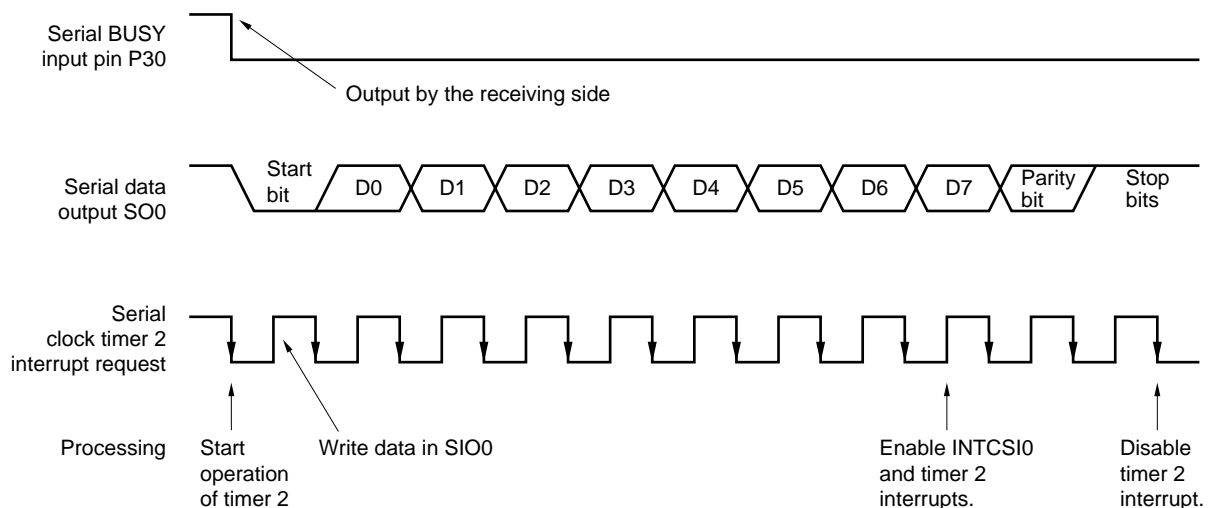 Serial BUSY
input pin P30
Output by the receiving side
Serial data
output SO0
Start
bit
D0
D1
D2
D3
D4
D5
D6
D7
Parity
bit
Stop
bits
Serial
clock timer 2
interrupt request
Processing
Start
operation
of timer 2
Write data in SIO0
Enable INTCSI0
and timer 2
interrupts.
Disable
timer 2
interrupt.